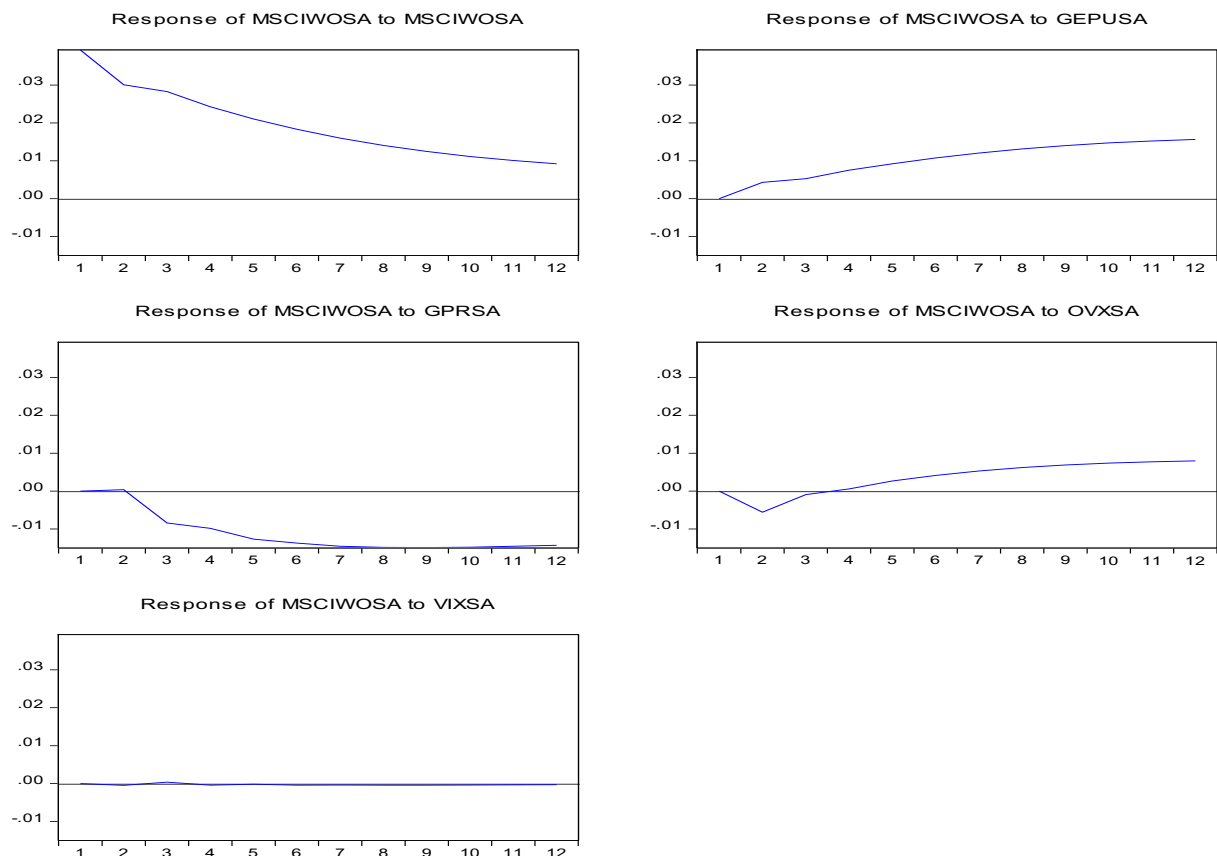 Response of MSCIWOSA to MSCIWOSA
.03
.02
.01
.00
-.01
1 2 3 4 5 6 7 8 9 10 11 12
Response of MSCIWOSA to GEPUSA
.03
.02
.01
.00
-.01
1 2 3 4 5 6 7 8 9 10 11 12
Response of MSCIWOSA to GPRSA
.03
.02
.01
.00
-.01
1 2 3 4 5 6 7 8 9 10 11 12
Response of MSCIWOSA to OVXSA
.03
.02
.01
.00
-.01
1 2 3 4 5 6 7 8 9 10 11 12
Response of MSCIWOSA to VIXSA
.03
.02
.01
.00
-.01
1 2 3 4 5 6 7 8 9 10 11 12